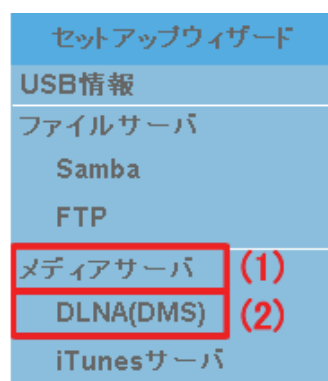 セットアップウィザード
USB情報
ファイルサーバ
Samba
FTP
メディアサーバ (1)
DLNA(DMS) (2)
iTunesサーバ